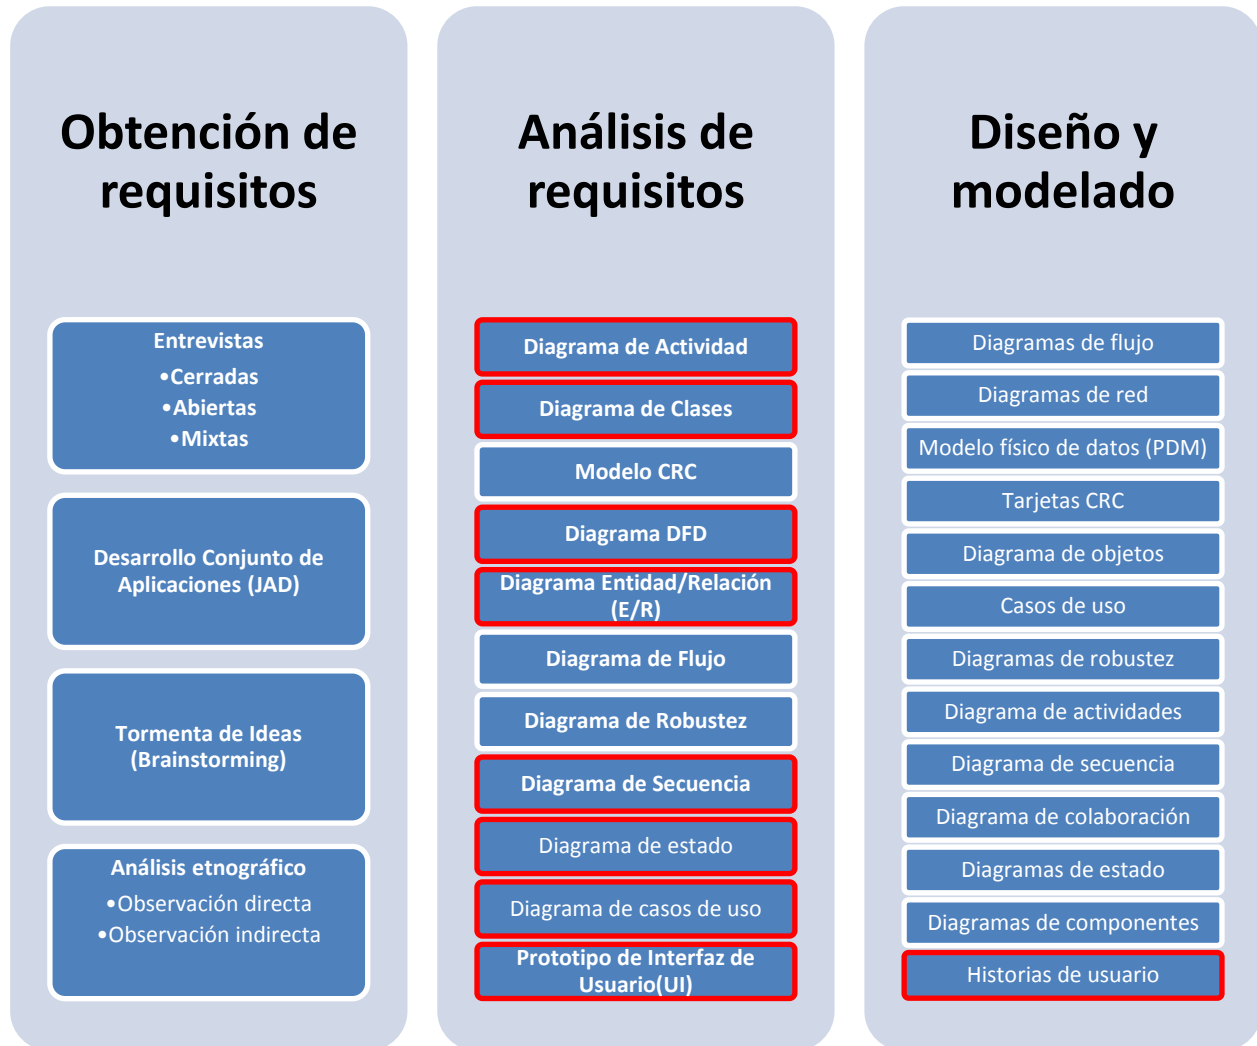 Obtención de
requisitos
Entrevistas
•Cerradas
•Abiertas
•Mixtas
Desarrollo Conjunto de
Aplicaciones (JAD)
Tormenta de Ideas
(Brainstorming)
Análisis etnográfico
•Observación directa
•Observación indirecta
Análisis de
requisitos
Diagrama de Actividad
Diagrama de Clases
Modelo CRC
Diagrama DFD
Diagrama Entidad/Relación
(E/R)
Diagrama de Flujo
Diagrama de Robustez
Diagrama de Secuencia
Diagrama de estado
Diagrama de casos de uso
Prototipo de Interfaz de
Usuario(UI)
Diseño y
modelado
Diagramas de flujo
Diagramas de red
Modelo físico de datos (PDM)
Tarjetas CRC
Diagrama de objetos
Casos de uso
Diagramas de robustez
Diagrama de actividades
Diagrama de secuencia
Diagrama de colaboración
Diagramas de estado
Diagramas de componentes
Historias de usuario